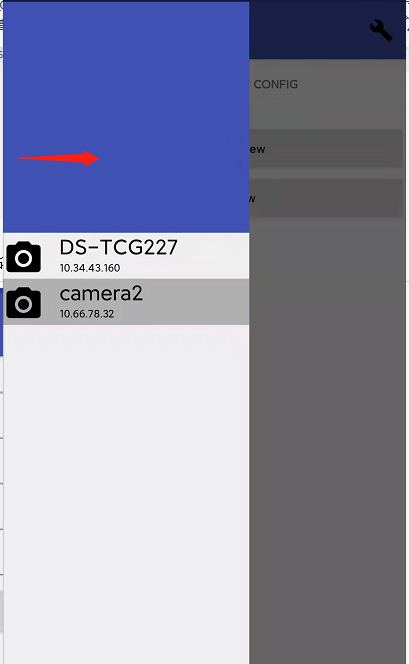 CONFIG
ew
w
DS-TCG227
10.34.43.160
camera2
10.66.78.32